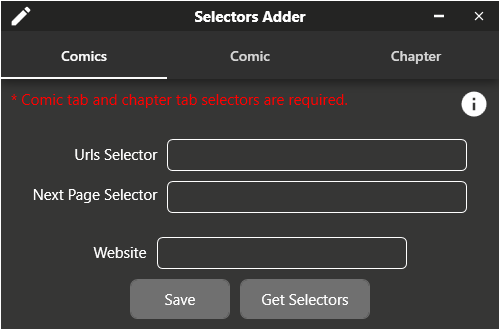 Selectors Adder
Comics Comic Chapter
* Comic tab and chapter tab selectors are required.
Urls Selector
Next Page Selector
Website
Save Get Selectors